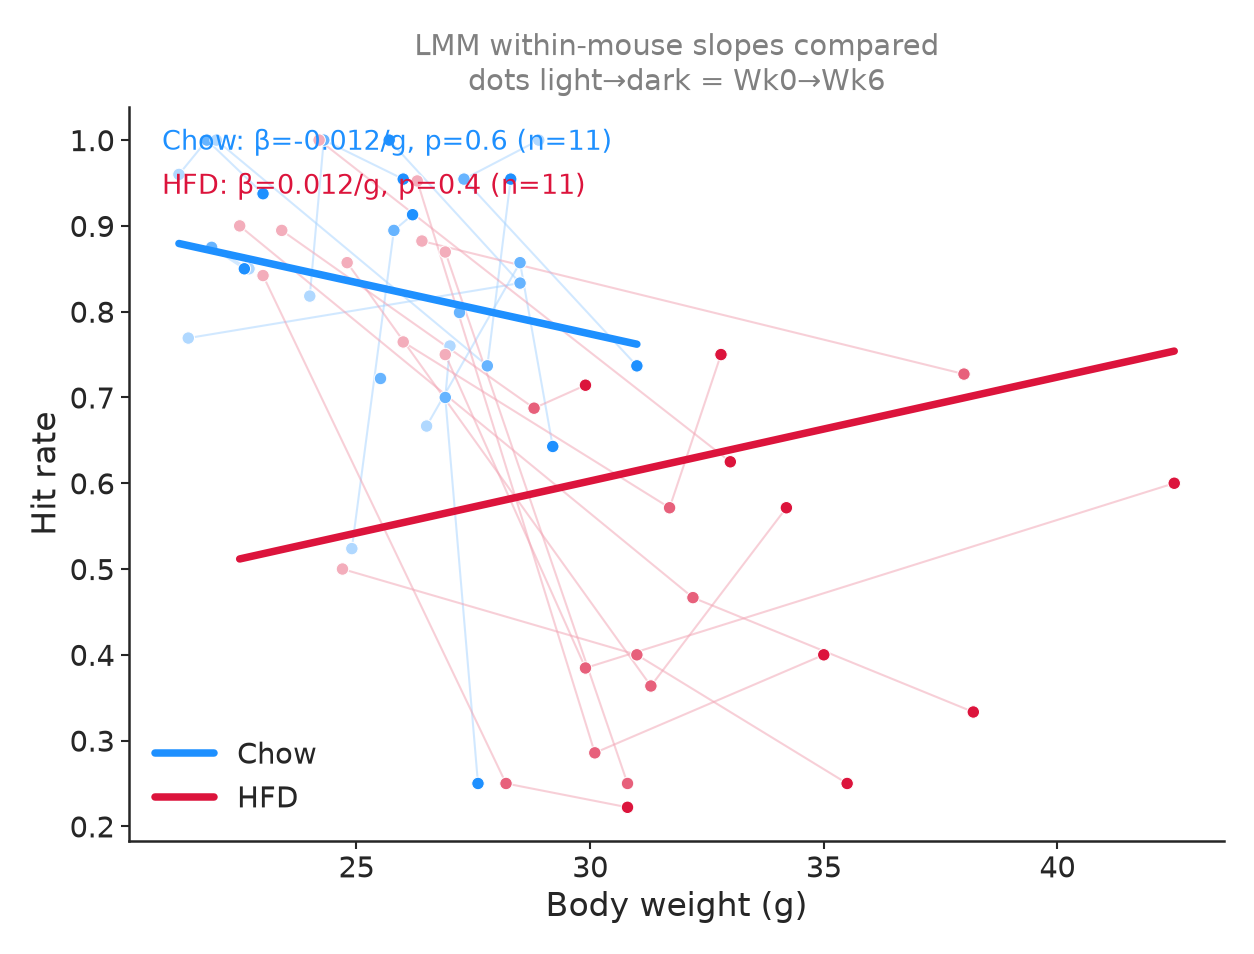 LMM within-mouse slopes compared
dots light→dark = Wk0→Wk6
Chow: β=-0.012/g, p=0.6 (n=11)
HFD: β=0.012/g, p=0.4 (n=11)
1.0
0.9
0.8
0.7
0.6
0.5
0.4
0.3
0.2
Hit rate
Chow
HFD
25
30
35
40
Body weight (g)